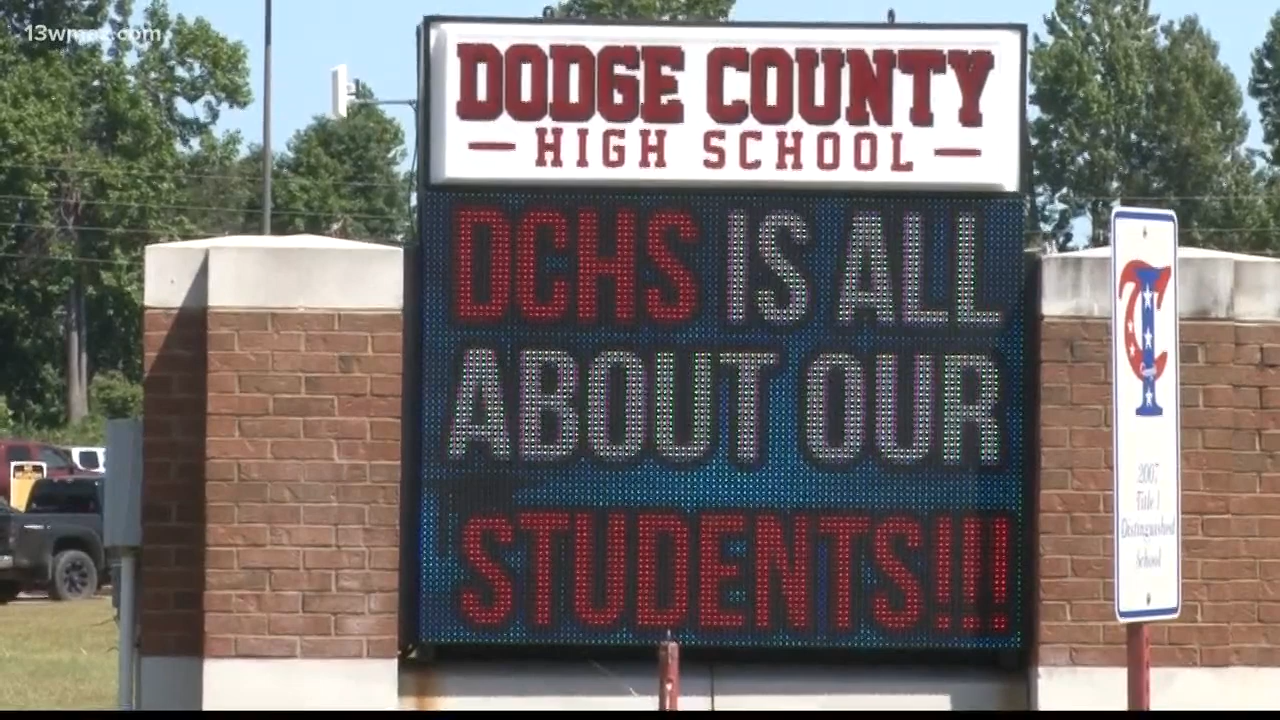 13wmaz.com
DODGE COUNTY
HIGH SCHOOL
DCHS IS ALL
ABOUT OUR
STUDENTS!!!
2007
Title I
Distinguished
School